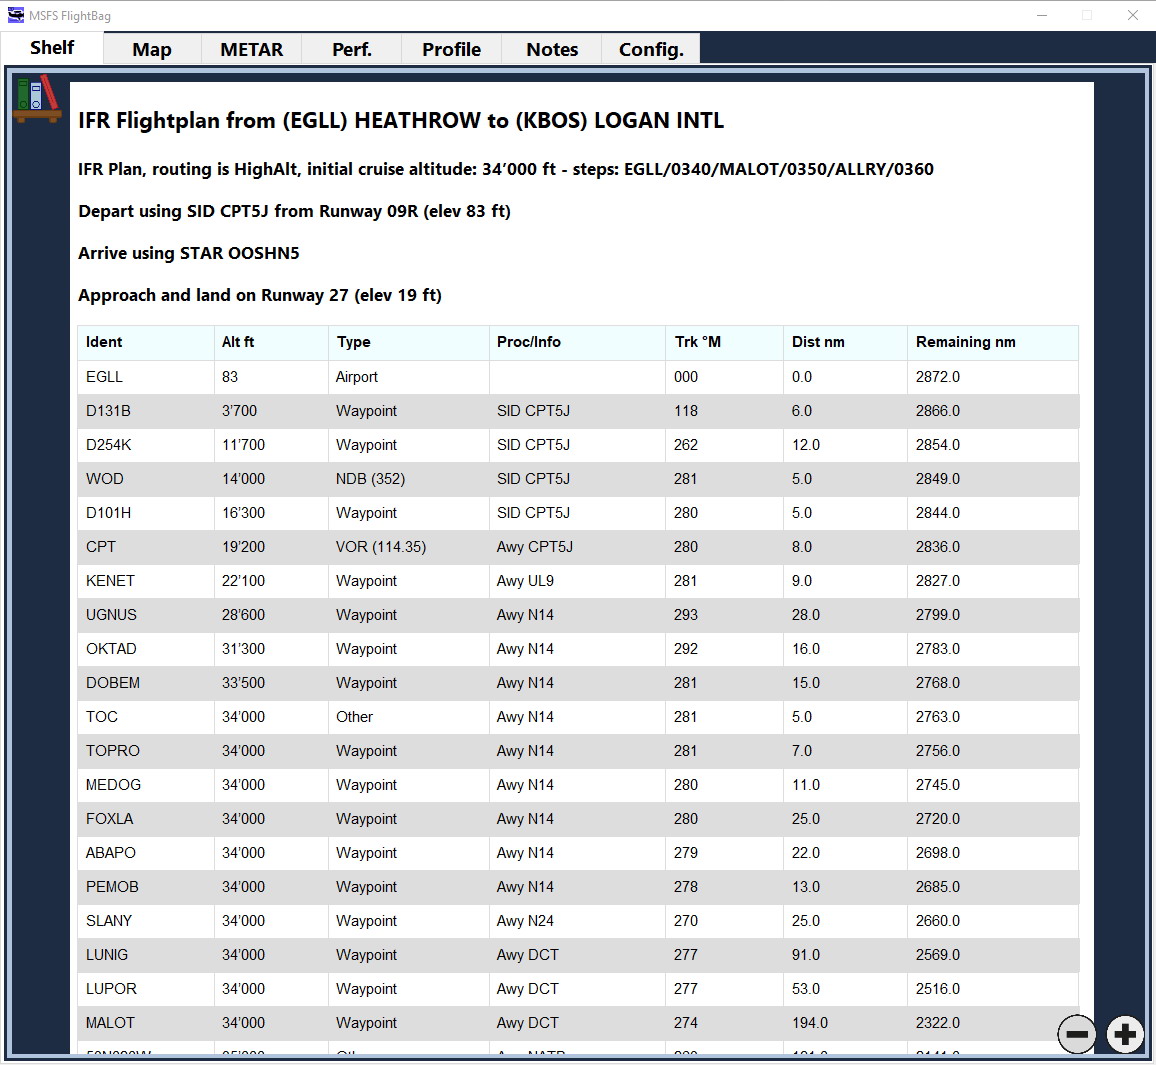 MSFS FlightBag
Shelf Map METAR Perf. Profile Notes Config.
IFR Flightplan from (EGLL) HEATHROW to (KBOS) LOGAN INTL
IFR Plan, routing is HighAlt, initial cruise altitude: 34’000 ft - steps: EGLL/0340/MALOT/0350/ALLRY/0360
Depart using SID CPT5J from Runway 09R (elev 83 ft)
Arrive using STAR OOSHN5
Approach and land on Runway 27 (elev 19 ft)
Ident Alt ft Type Proc/Info Trk °M Dist nm Remaining nm
EGLL 83 Airport 000 0.0 2872.0
D131B 3’700 Waypoint SID CPT5J 118 6.0 2866.0
D254K 11’700 Waypoint SID CPT5J 262 12.0 2854.0
WOD 14’000 NDB (352) SID CPT5J 281 5.0 2849.0
D101H 16’300 Waypoint SID CPT5J 280 5.0 2844.0
CPT 19’200 VOR (114.35) Awy CPT5J 280 8.0 2836.0
KENET 22’100 Waypoint Awy UL9 281 9.0 2827.0
UGNUS 28’600 Waypoint Awy N14 293 28.0 2799.0
OKTAD 31’300 Waypoint Awy N14 292 16.0 2783.0
DOBEM 33’500 Waypoint Awy N14 281 15.0 2768.0
TOC 34’000 Other Awy N14 281 5.0 2763.0
TOPRO 34’000 Waypoint Awy N14 281 7.0 2756.0
MEDOG 34’000 Waypoint Awy N14 280 11.0 2745.0
FOXLA 34’000 Waypoint Awy N14 280 25.0 2720.0
ABAPO 34’000 Waypoint Awy N14 279 22.0 2698.0
PEMOB 34’000 Waypoint Awy N14 278 13.0 2685.0
SLANY 34’000 Waypoint Awy N24 270 25.0 2660.0
LUNIG 34’000 Waypoint Awy DCT 277 91.0 2569.0
LUPOR 34’000 Waypoint Awy DCT 277 53.0 2516.0
MALOT 34’000 Waypoint Awy DCT 274 194.0 2322.0